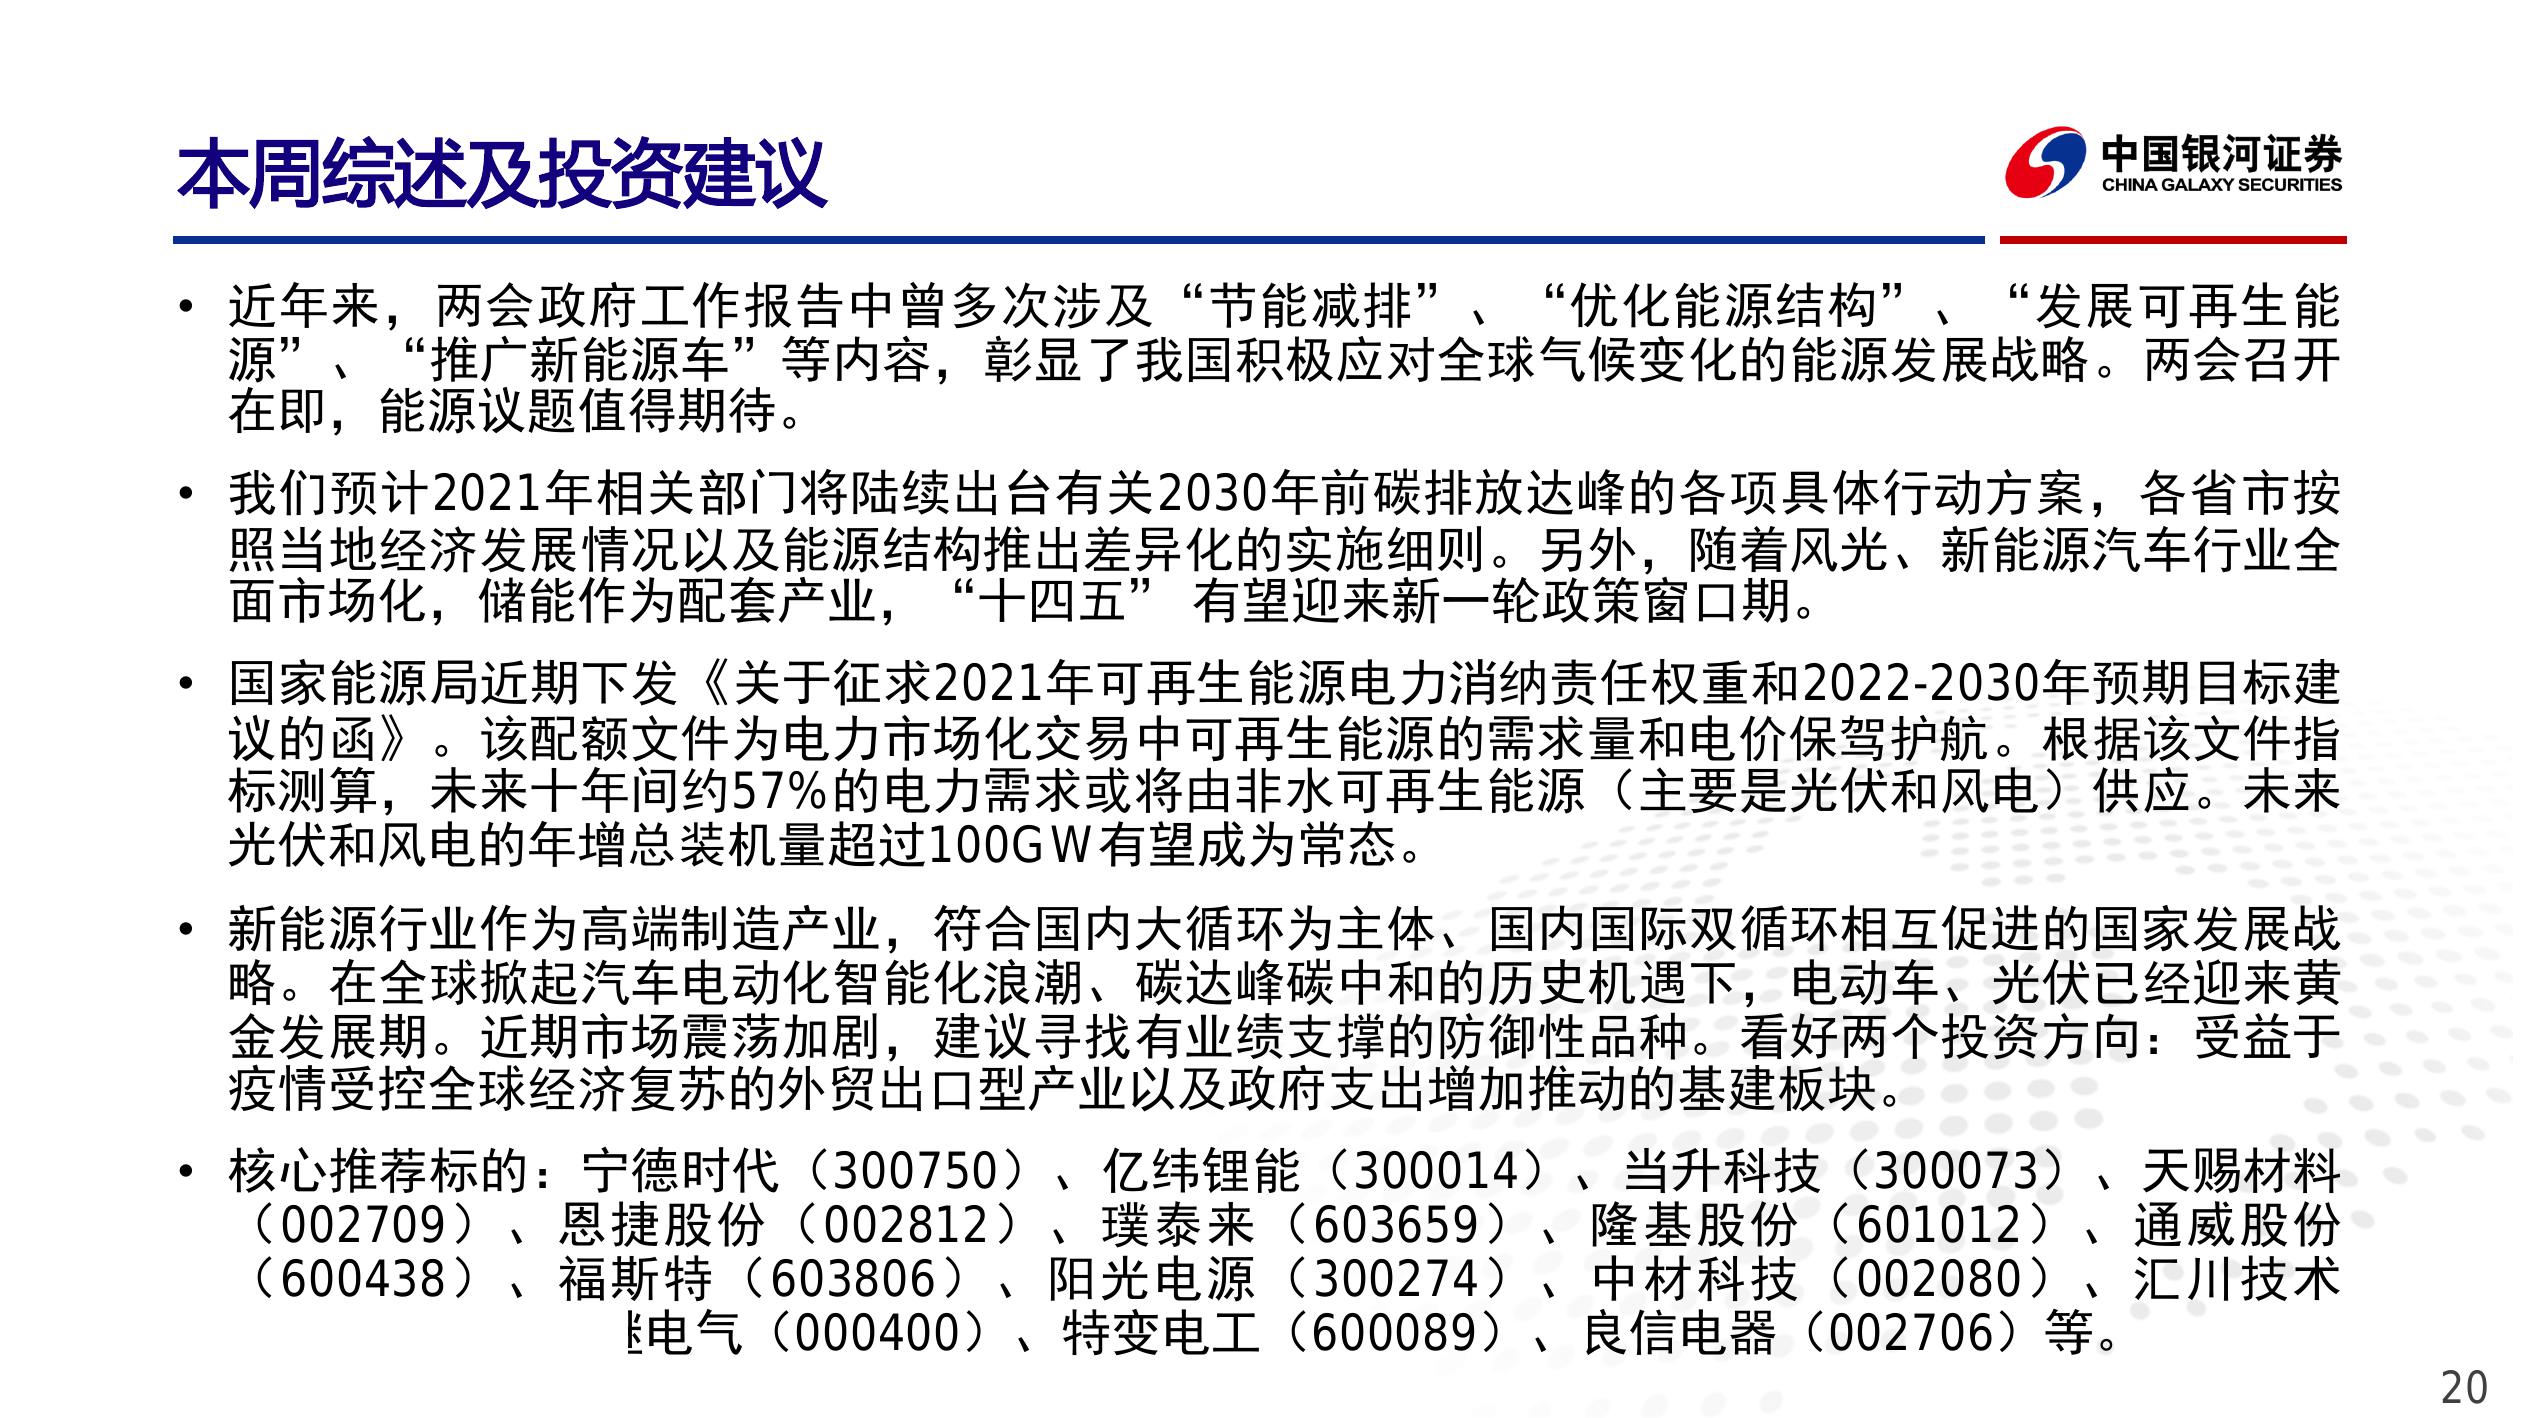 本周综述及投资建议
中国银河证券
CHINA GALAXY SECURITIES
• 近年来，两会政府工作报告中曾多次涉及“节能减排”、“优化能源结构”、“发展可再生能
源”、“推广新能源车”等内容，彰显了我国积极应对全球气候变化的能源发展战略。两会召开
在即，能源议题值得期待。
• 我们预计2021年相关部门将陆续出台有关2030年前碳排放达峰的各项具体行动方案，各省市按
照当地经济发展情况以及能源结构推出差异化的实施细则。另外，随着风光、新能源汽车行业全
面市场化，储能作为配套产业，“十四五” 有望迎来新一轮政策窗口期。
• 国家能源局近期下发《关于征求2021年可再生能源电力消纳责任权重和2022-2030年预期目标建
议的函》。该配额文件为电力市场化交易中可再生能源的需求量和电价保驾护航。根据该文件指
标测算，未来十年间约57%的电力需求或将由非水可再生能源（主要是光伏和风电）供应。未来
光伏和风电的年增总装机量超过100GW有望成为常态。
• 新能源行业作为高端制造产业，符合国内大循环为主体、国内国际双循环相互促进的国家发展战
略。在全球掀起汽车电动化智能化浪潮、碳达峰碳中和的历史机遇下，电动车、光伏已经迎来黄
金发展期。近期市场震荡加剧，建议寻找有业绩支撑的防御性品种。看好两个投资方向：受益于
疫情受控全球经济复苏的外贸出口型产业以及政府支出增加推动的基建板块。
• 核心推荐标的：宁德时代（300750）、亿纬锂能（300014）、当升科技（300073）、天赐材料
（002709）、恩捷股份（002812）、璞泰来（603659）、隆基股份（601012）、通威股份
（600438）、福斯特（603806）、阳光电源（300274）、中材科技（002080）、汇川技术
电气（000400）、特变电工（600089）、良信电器（002706）等。
20